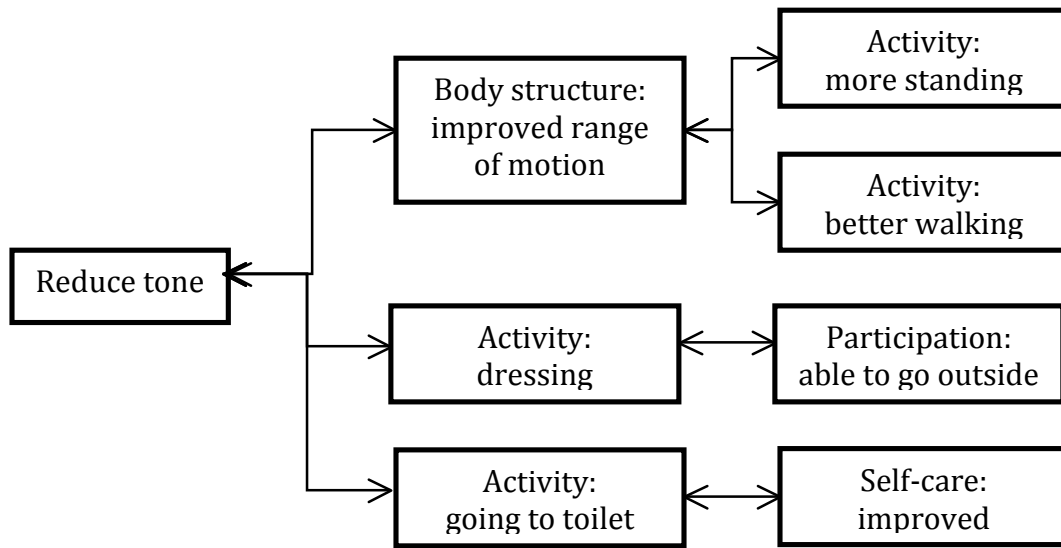 Reduce tone
Body structure:
improved range
of motion
Activity:
more standing
Activity:
better walking
Activity:
dressing
Participation:
able to go outside
Activity:
going to toilet
Self-care:
improved